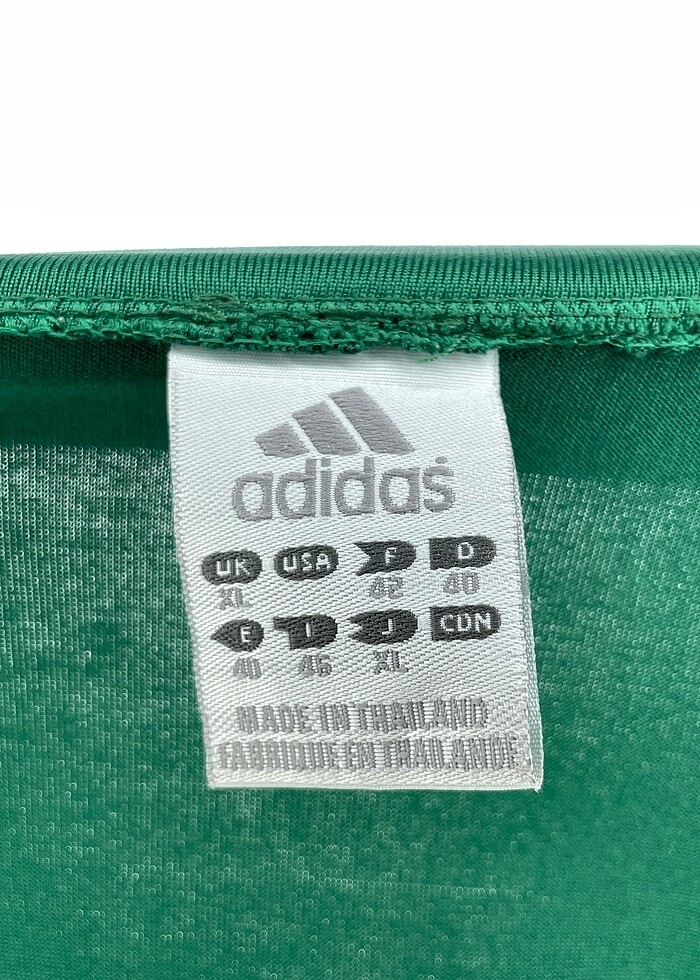 adidas
UK USA F D
XL 42 40
E I J CDN
40 46 XL
MADE IN THAILAND
FABRIQUE EN THAILANDE